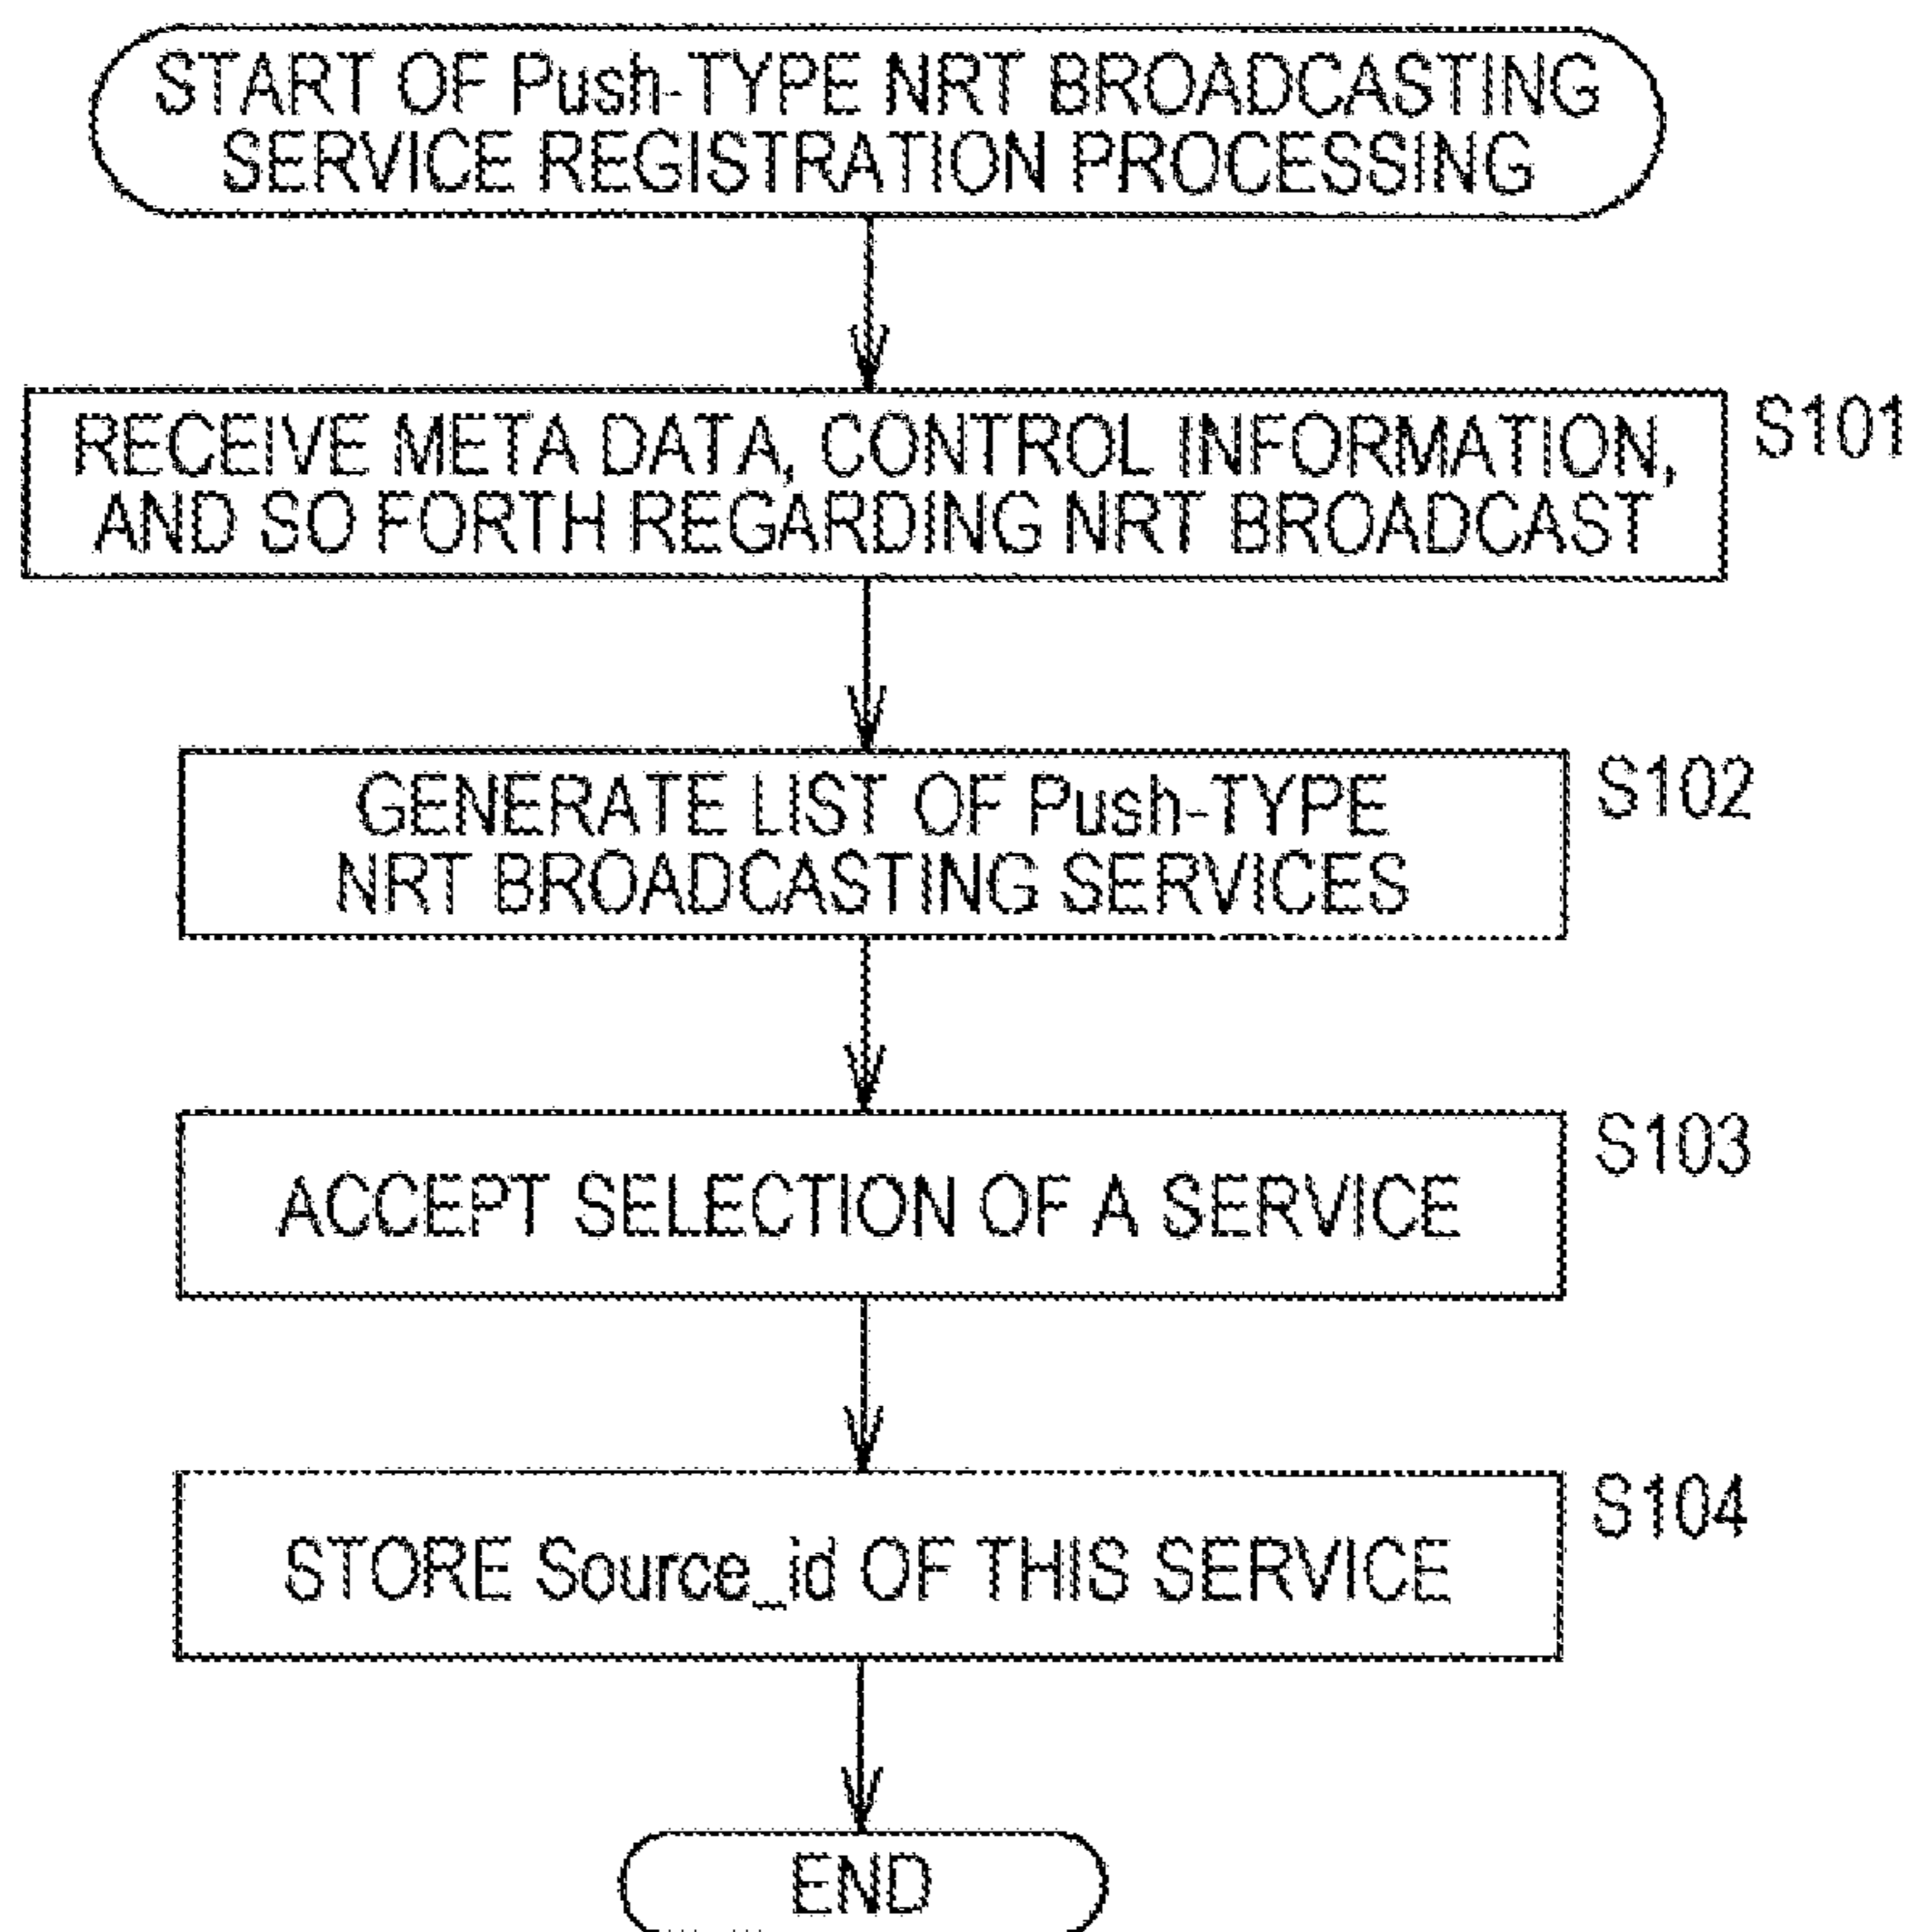 START OF Push-TYPE NRT BROADCASTING
SERVICE REGISTRATION PROCESSING
RECEIVE META DATA, CONTROL INFORMATION,
AND SO FORTH REGARDING NRT BROADCAST
S101
GENERATE LIST OF Push-TYPE
NRT BROADCASTING SERVICES
S102
ACCEPT SELECTION OF A SERVICE
S103
STORE Source_id OF THIS SERVICE
S104
END